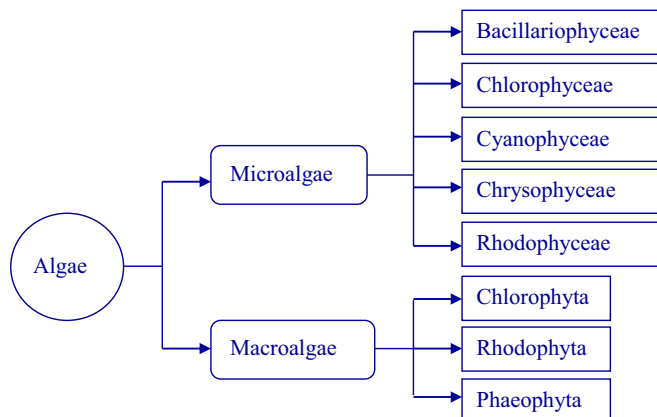 Bacillariophyceae
Chlorophyceae
Cyanophyceae
Microalgae
Chrysophyceae
Rhodophyceae
Algae
Chlorophyta
Macroalgae
Rhodophyta
Phaeophyta